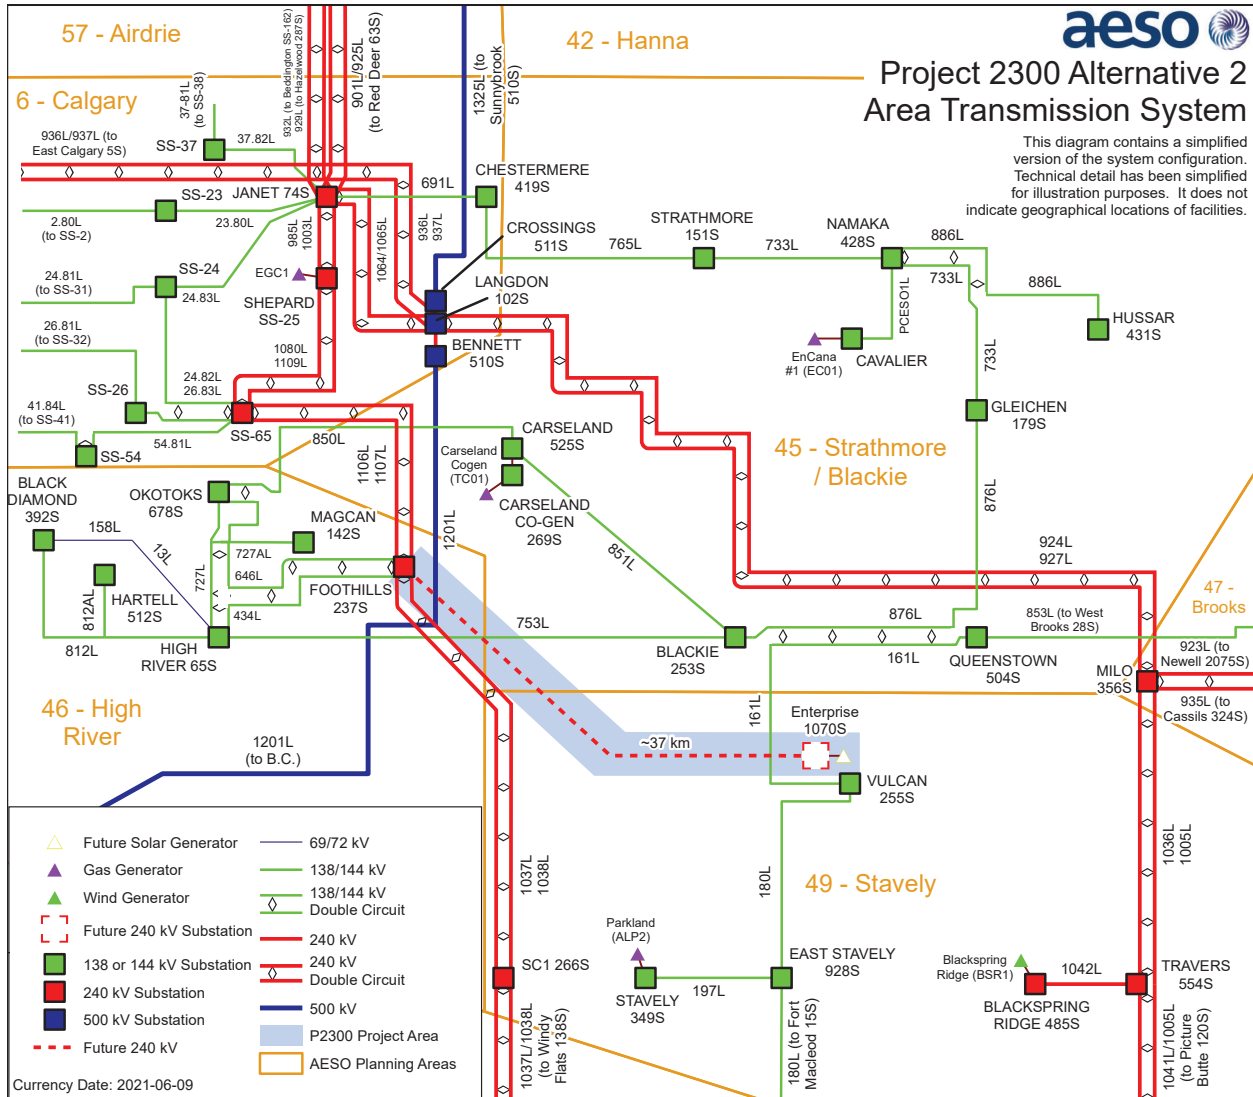 57 - Airdrie
42 - Hanna
aeso
Project 2300 Alternative 2
Area Transmission System
This diagram contains a simplified
version of the system configuration.
Technical detail has been simplified
for illustration purposes. It does not
indicate geographical locations of facilities.
6 - Calgary
37-81L
(to SS-38)
932L (to Beddington SS-162)
929L (to Hazelwood 287S)
901L/925L
(to Red Deer 63S)
1325L (to
Sunnybrook
510S)
936L/937L (to
East Calgary 5S)
SS-37
37.82L
SS-23
JANET 74S
691L
CHESTERMERE
419S
2.80L
(to SS-2)
23.80L
985L
1003L
1064/1065L
936L
937L
CROSSINGS
511S
STRATHMORE
151S
NAMAKA
428S
886L
765L
733L
733L
886L
24.81L
(to SS-31)
SS-24
24.83L
EGC1
SHEPARD
SS-25
LANGDON
102S
PCESO1L
HUSSAR
431S
26.81L
(to SS-32)
1080L
1109L
BENNETT
510S
EnCana
#1 (EC01)
CAVALIER
733L
SS-26
24.82L
26.83L
41.84L
(to SS-41)
54.81L
SS-65
SS-54
850L
1106L
1107L
Carseland
Cogen
(TC01)
CARSELAND
525S
GLEICHEN
179S
45 - Strathmore
/ Blackie
BLACK
DIAMOND
392S
OKOTOKS
678S
MAGCAN
142S
CARSELAND
CO-GEN
269S
876L
158L
13L
727L
727AL
646L
434L
1201L
851L
924L
927L
812AL
HARTELL
512S
FOOTHILLS
237S
47 -
Brooks
812L
HIGH
RIVER 65S
753L
BLACKIE
253S
876L
161L
853L (to West
Brooks 28S)
QUEENSTOWN
504S
923L (to
Newell 2075S)
MILO
356S
935L (to
Cassils 324S)
46 - High
River
161L
Enterprise
1070S
~37 km
1201L
(to B.C.)
VULCAN
255S
1036L
1005L
Future Solar Generator
Gas Generator
Wind Generator
Future 240 kV Substation
138 or 144 kV Substation
240 kV Substation
500 kV Substation
Future 240 kV
69/72 kV
138/144 kV
138/144 kV
Double Circuit
240 kV
240 kV
Double Circuit
500 kV
P2300 Project Area
AESO Planning Areas
Currency Date: 2021-06-09
1037L
1038L
180L
49 - Stavely
SC1 266S
Parkland
(ALP2)
STAVELY
349S
197L
EAST STAVELY
928S
Blackspring
Ridge (BSR1)
1042L
TRAVERS
554S
BLACKSPRING
RIDGE 485S
1037L/1038L
(to Windy
Flats 138S)
180L (to Fort
Macleod 15S)
1041L/1005L
(to Picture
Butte 120S)